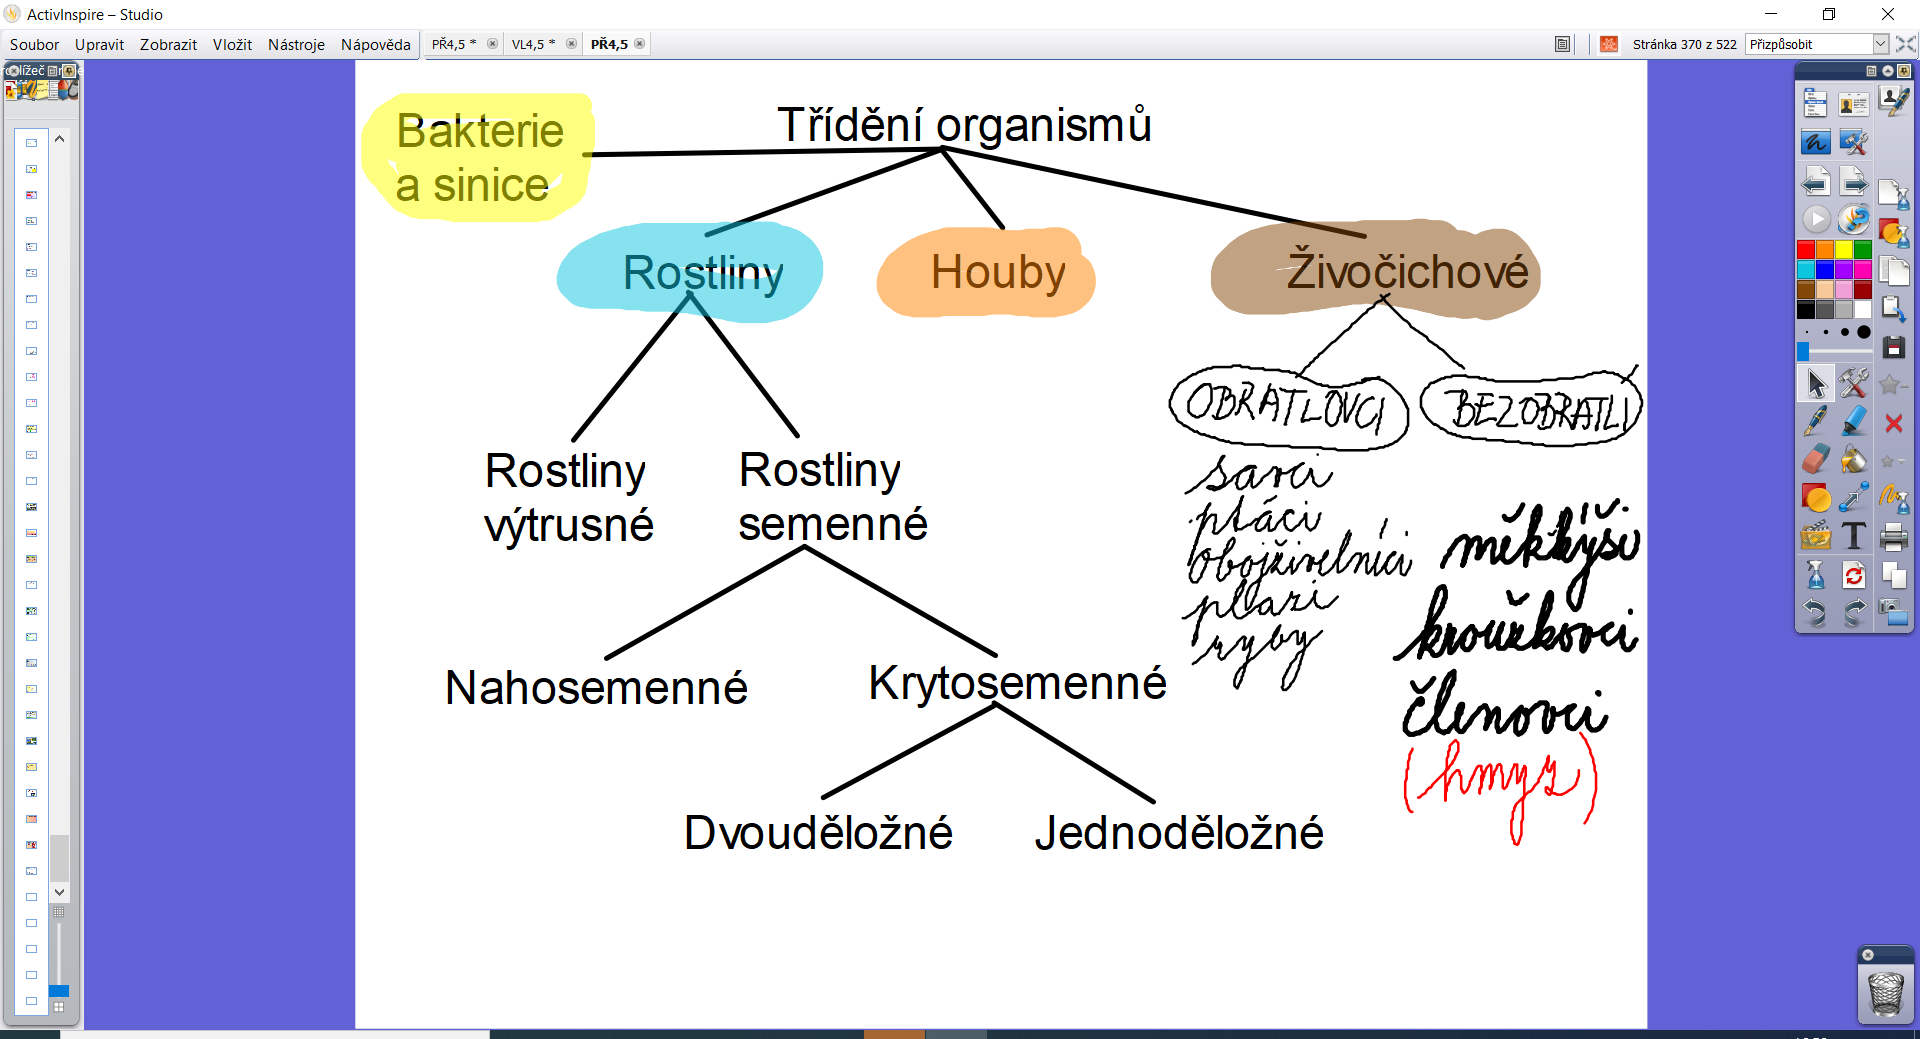 ActivInspire – Studio
Soubor Upravit Zobrazit Vložit Nástroje Nápověda
PŘ4,5 * VL4,5 * PŘ4,5
Stránka 370 z 522 Přizpůsobit
Třídění organismů
Bakterie
a sinice
Rostliny Houby Živočichové
OBRATLOVCI BEZOBRATLÍ
savci
ptáci
obojživelníci
plazi
ryby
měkkýši
kroužkovci
členovci
(hmyz)
Rostliny
výtrusné
Rostliny
semenné
Nahosemenné Krytosemenné
Dvouděložné Jednoděložné